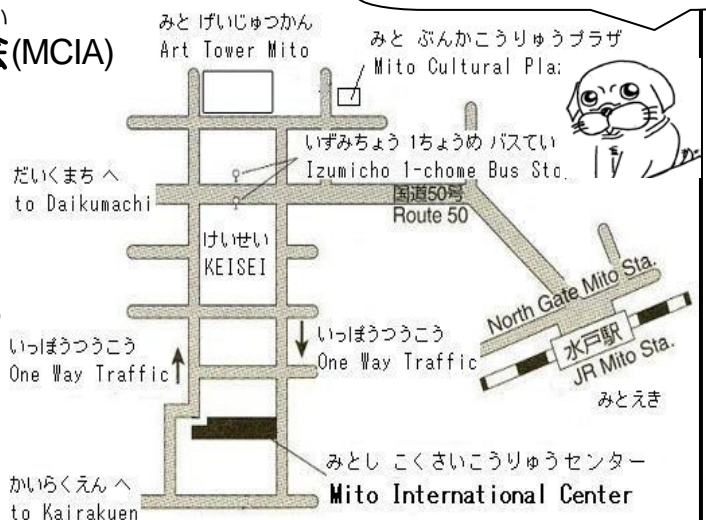 い
(MCIA)
みと げいじゅつかん
Art Tower Mito
みと ぶんかこうりゅうプラザ
Mito Cultural
いずみちょう 1ちょうめ バスてい
Izumicho 1-chome Bus
だいくまち へ
to Daikumachi
国道50号
Route 50
けいせい
KEISEI
North Gate Mito Sta.
水戸駅
JR Mito Sta.
みとえき
いっぽうつうこう
One Way Traffic
いっぽうつうこう
One Way Traffic
みとし こくさいこうりゅうセンター
Mito International Center
かいらくえん へ
to Kairakuen